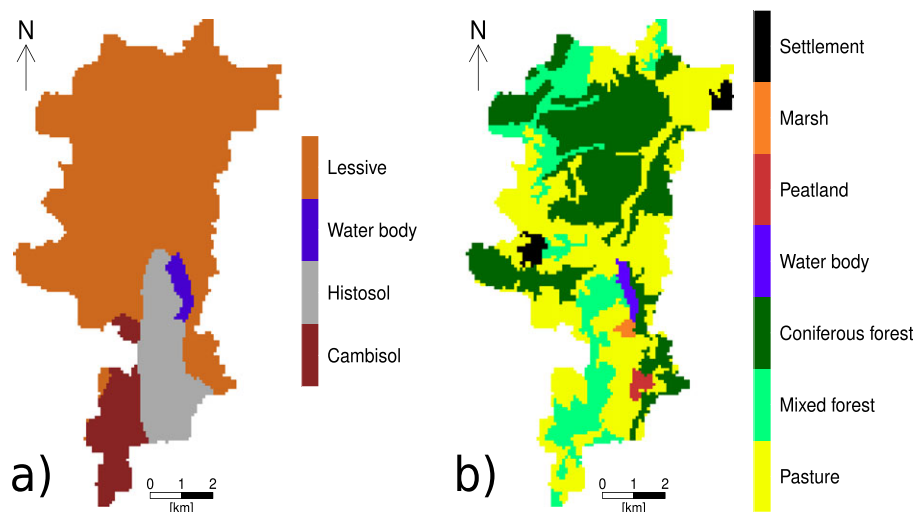 N
Lessive
Water body
Histosol
Cambisol
a)
0 1 2
[km]
N
Settlement
Marsh
Peatland
Water body
Coniferous forest
Mixed forest
Pasture
b)
0 1 2
[km]